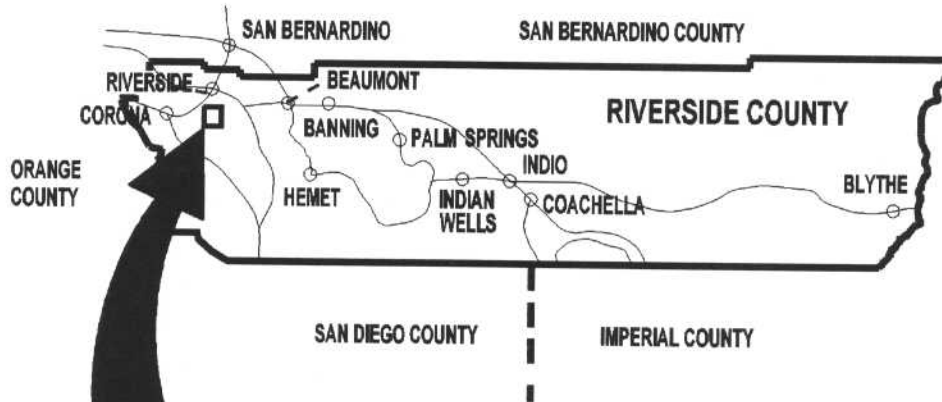 SAN BERNARDINO
SAN BERNARDINO COUNTY
RIVERSIDE
BEAUMONT
CORONA
BANNING
RIVERSIDE COUNTY
PALM SPRINGS
ORANGE
COUNTY
HEMET
INDIAN
WELLS
INDIO
COACHELLA
BLYTHE
SAN DIEGO COUNTY
IMPERIAL COUNTY